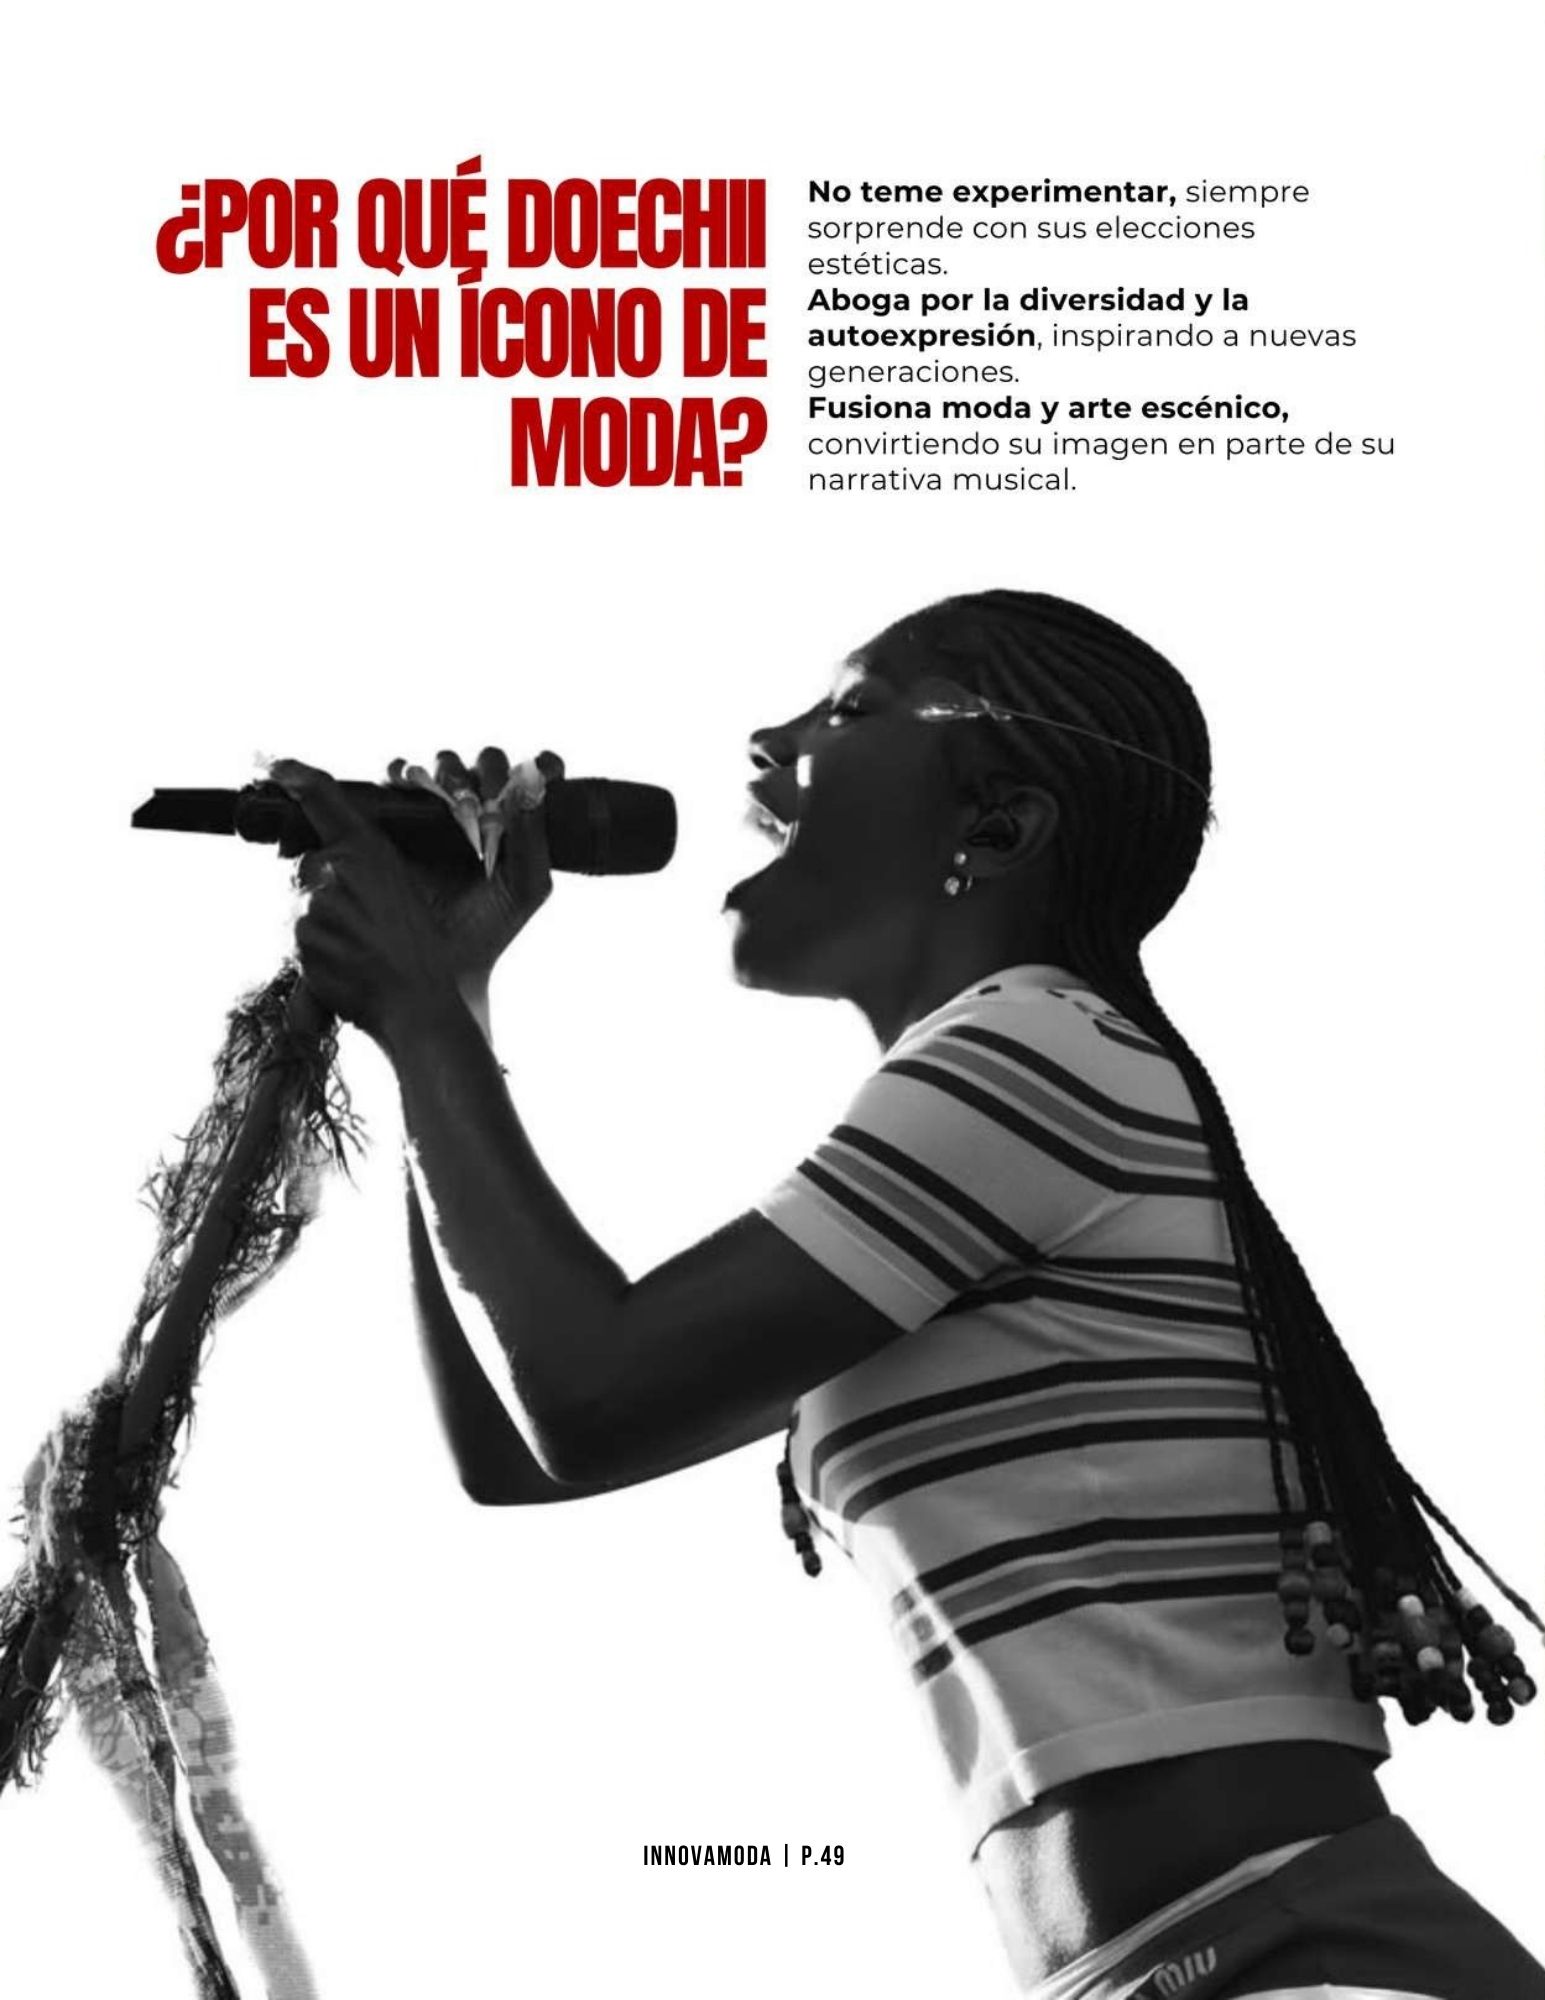 ¿POR QUÉ DOECHII
ES UN ÍCONO DE
MODA?
No teme experimentar, siempre
sorprende con sus elecciones
estéticas.
Aboga por la diversidad y la
autoexpresión, inspirando a nuevas
generaciones.
Fusiona moda y arte escénico,
convirtiendo su imagen en parte de su
narrativa musical.
INNOVAMODA | P.49
MIU